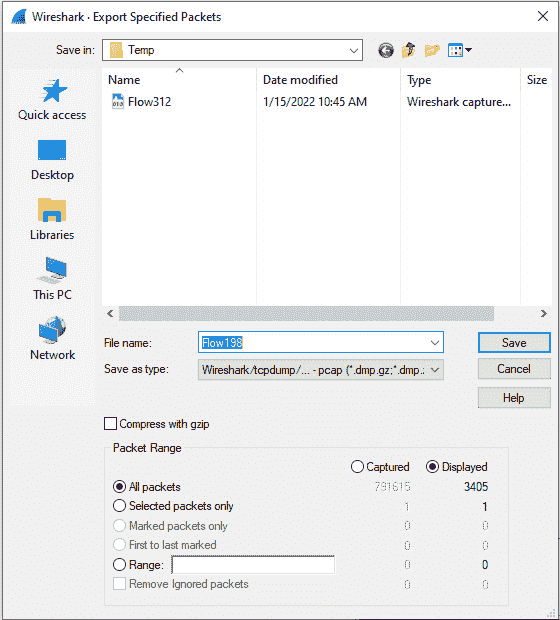 Wireshark · Export Specified Packets
Save in: Temp
Name Date modified Type Size
Flow312 1/15/2022 10:45 AM Wireshark capture...
Quick access
Desktop
Libraries
This PC
Network
File name: Flow198 Save
Save as type: Wireshark/tcpdump/... - pcap (*.dmp.gz;*.dmp.z Cancel
Help
Compress with gzip
Packet Range
Captured Displayed
All packets 791615 3405
Selected packets only 1 1
Marked packets only 0 0
First to last marked 0 0
Range: 0 0
Remove Ignored packets 0 0